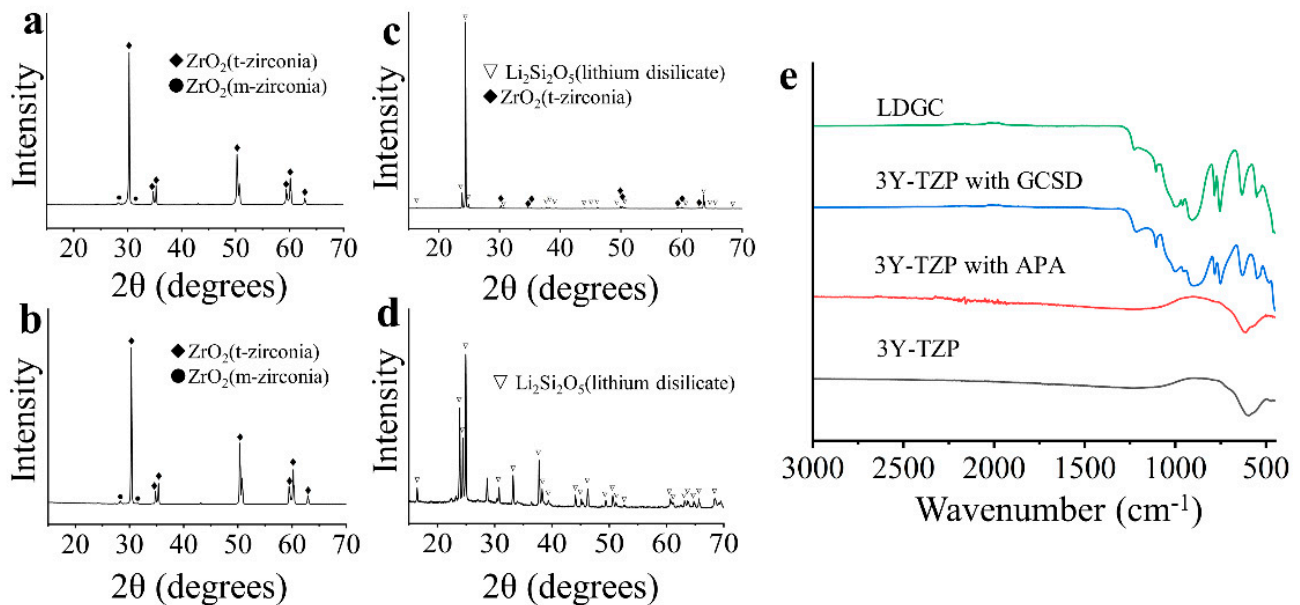 a
Intensity
◆ ZrO₂(t-zirconia)
● ZrO₂(m-zirconia)
20 30 40 50 60 70
2θ (degrees)
b
Intensity
◆ ZrO₂(t-zirconia)
● ZrO₂(m-zirconia)
20 30 40 50 60 70
2θ (degrees)
c
Intensity
▽ Li₂Si₂O₅(lithium disilicate)
◆ ZrO₂(t-zirconia)
20 30 40 50 60 70
2θ (degrees)
d
Intensity
▽ Li₂Si₂O₅(lithium disilicate)
20 30 40 50 60 70
2θ (degrees)
e
LDGC
3Y-TZP with GCSD
3Y-TZP with APA
3Y-TZP
3000 2500 2000 1500 1000 500
Wavenumber (cm⁻¹)